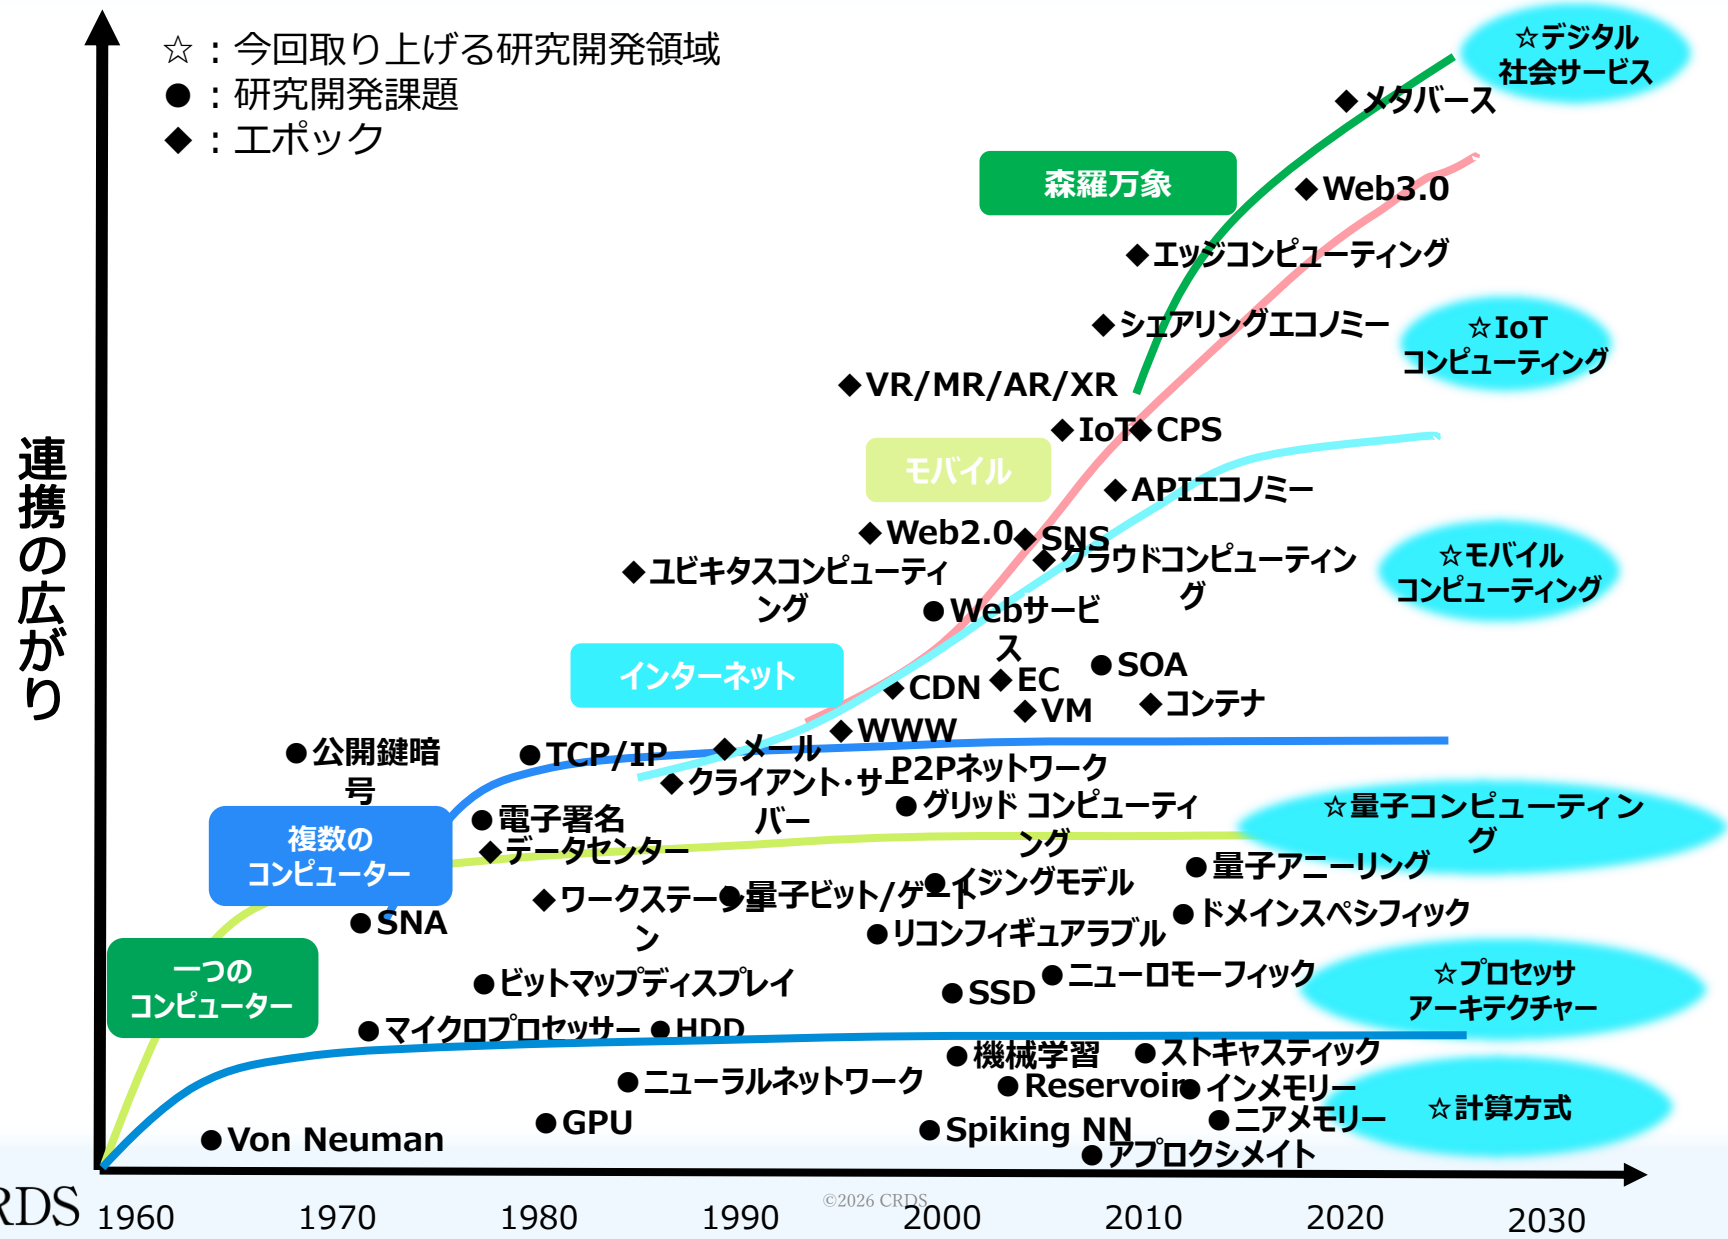 ☆：今回取り上げる研究開発領域
●：研究開発課題
◆：エポック
連携の広がり
☆デジタル
社会サービス
◆メタバース
森羅万象
◆Web3.0
◆エッジコンピューティング
◆シェアリングエコノミー
☆IoT
コンピューティング
◆VR/MR/AR/XR
◆IoT
◆CPS
モバイル
◆APIエコノミー
◆Web2.0
◆SNS
◆クラウドコンピューティン
グ
☆モバイル
コンピューティング
◆ユビキタスコンピューティ
ング
●Webサービ
ス
インターネット
●SOA
◆EC
◆CDN
◆VM
◆コンテナ
◆WWW
●公開鍵暗
号
●TCP/IP
◆メール
◆クライアント・サー
バー
P2Pネットワーク
●グリッド コンピューティ
ング
☆量子コンピューティン
グ
複数の
コンピューター
●電子署名
◆データセンター
●量子アニーリング
◆ワークステーショ
ン
●量子ビット/ゲート
●イジングモデル
●ドメインスペシフィック
●SNA
●リコンフィギュアラブル
一つの
コンピューター
●ビットマップディスプレイ
●SSD
●ニューロモーフィック
☆プロセッサ
アーキテクチャー
●マイクロプロセッサー
●HDD
●機械学習
●ストキャスティック
●ニューラルネットワーク
●Reservoir
●インメモリー
☆計算方式
●GPU
●Spiking NN
●ニアメモリー
●Von Neuman
●アプロクシメイト
RDS
©2026 CRDS
1960
1970
1980
1990
2000
2010
2020
2030